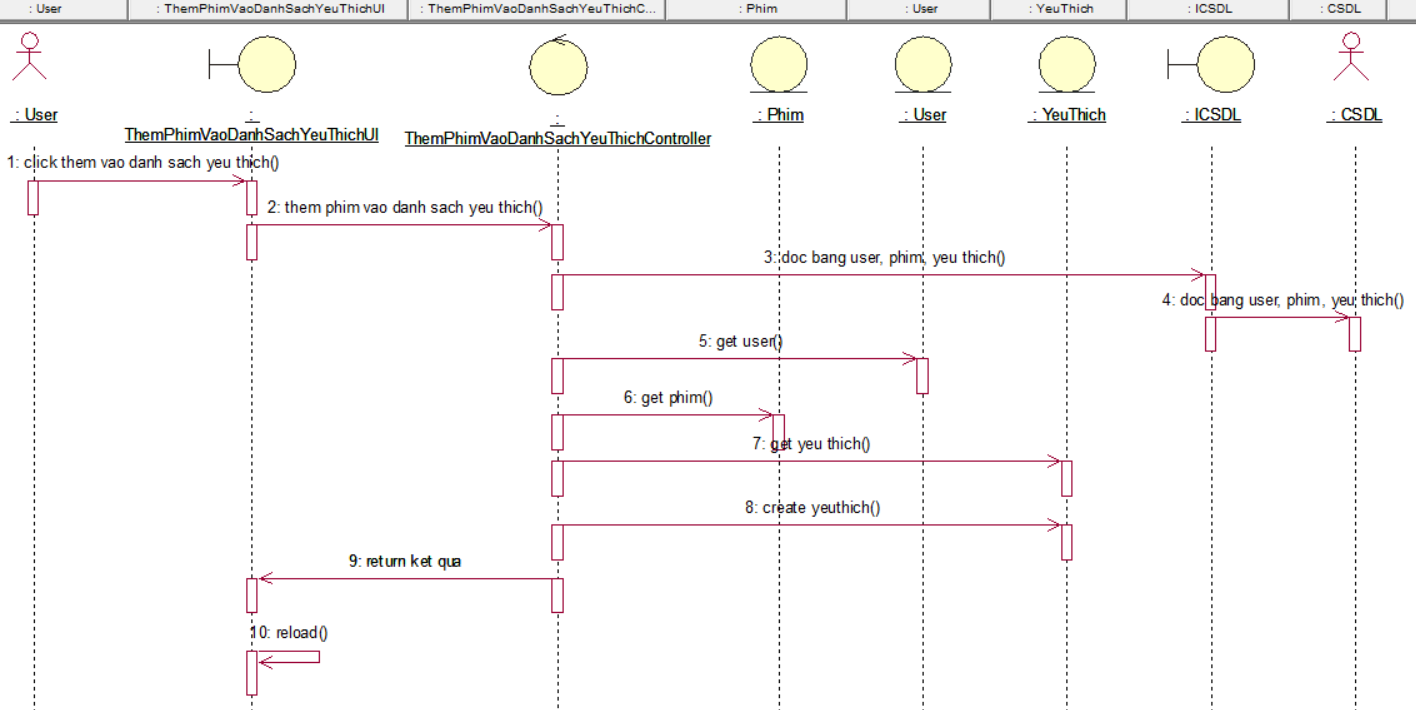 : User
: ThemPhimVaoDanhSachYeuThichUI
: ThemPhimVaoDanhSachYeuThichC...
: Phim
: User
: YeuThich
: ICSDL
: CSDL
: User
:
ThemPhimVaoDanhSachYeuThichUI
:
ThemPhimVaoDanhSachYeuThichController
: Phim
: User
: YeuThich
: ICSDL
: CSDL
1: click them vao danh sach yeu thich()
2: them phim vao danh sach yeu thich()
3: doc bang user, phim, yeu thich()
4: doc bang user, phim, yeu thich()
5: get user()
6: get phim()
7: get yeu thich()
8: create yeuthich()
9: return ket qua
10: reload()